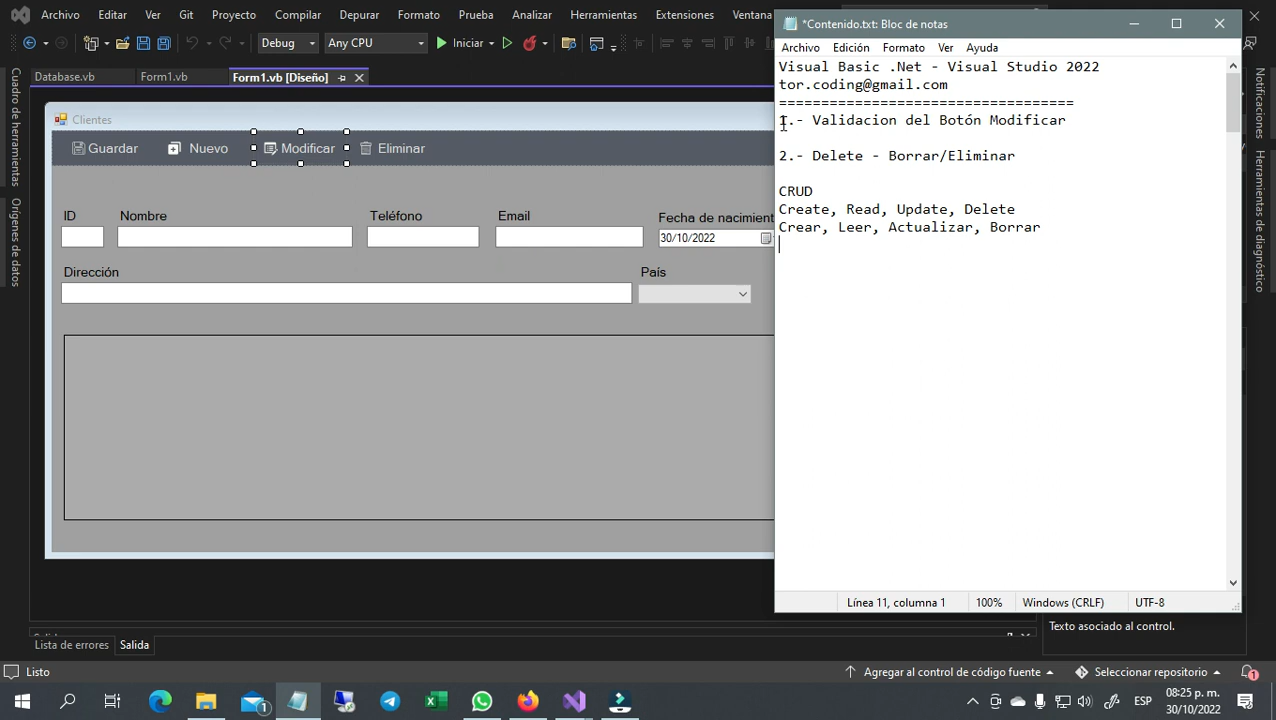 Archivo Editar Ver Git Proyecto Compilar Depurar Formato Prueba Analizar Herramientas Extensiones Ventana
Debug Any CPU Iniciar
Database.vb Form1.vb Form1.vb [Diseño]
Cuadro de herramientas
Orígenes de datos
Clientes
Guardar Nuevo Modificar Eliminar
ID Nombre Teléfono Email Fecha de nacimient
30/10/2022
Dirección País
*Contenido.txt: Bloc de notas
Archivo Edición Formato Ver Ayuda
Visual Basic .Net - Visual Studio 2022
tor.coding@gmail.com
===================================
1.- Validacion del Botón Modificar
2.- Delete - Borrar/Eliminar
CRUD
Create, Read, Update, Delete
Crear, Leer, Actualizar, Borrar
Línea 11, columna 1 100% Windows (CRLF) UTF-8
Notificaciones
Herramientas de diagnóstico
Texto asociado al control.
Lista de errores Salida
Listo Agregar al control de código fuente Seleccionar repositorio 1
1 ESP 08:25 p. m.
30/10/2022